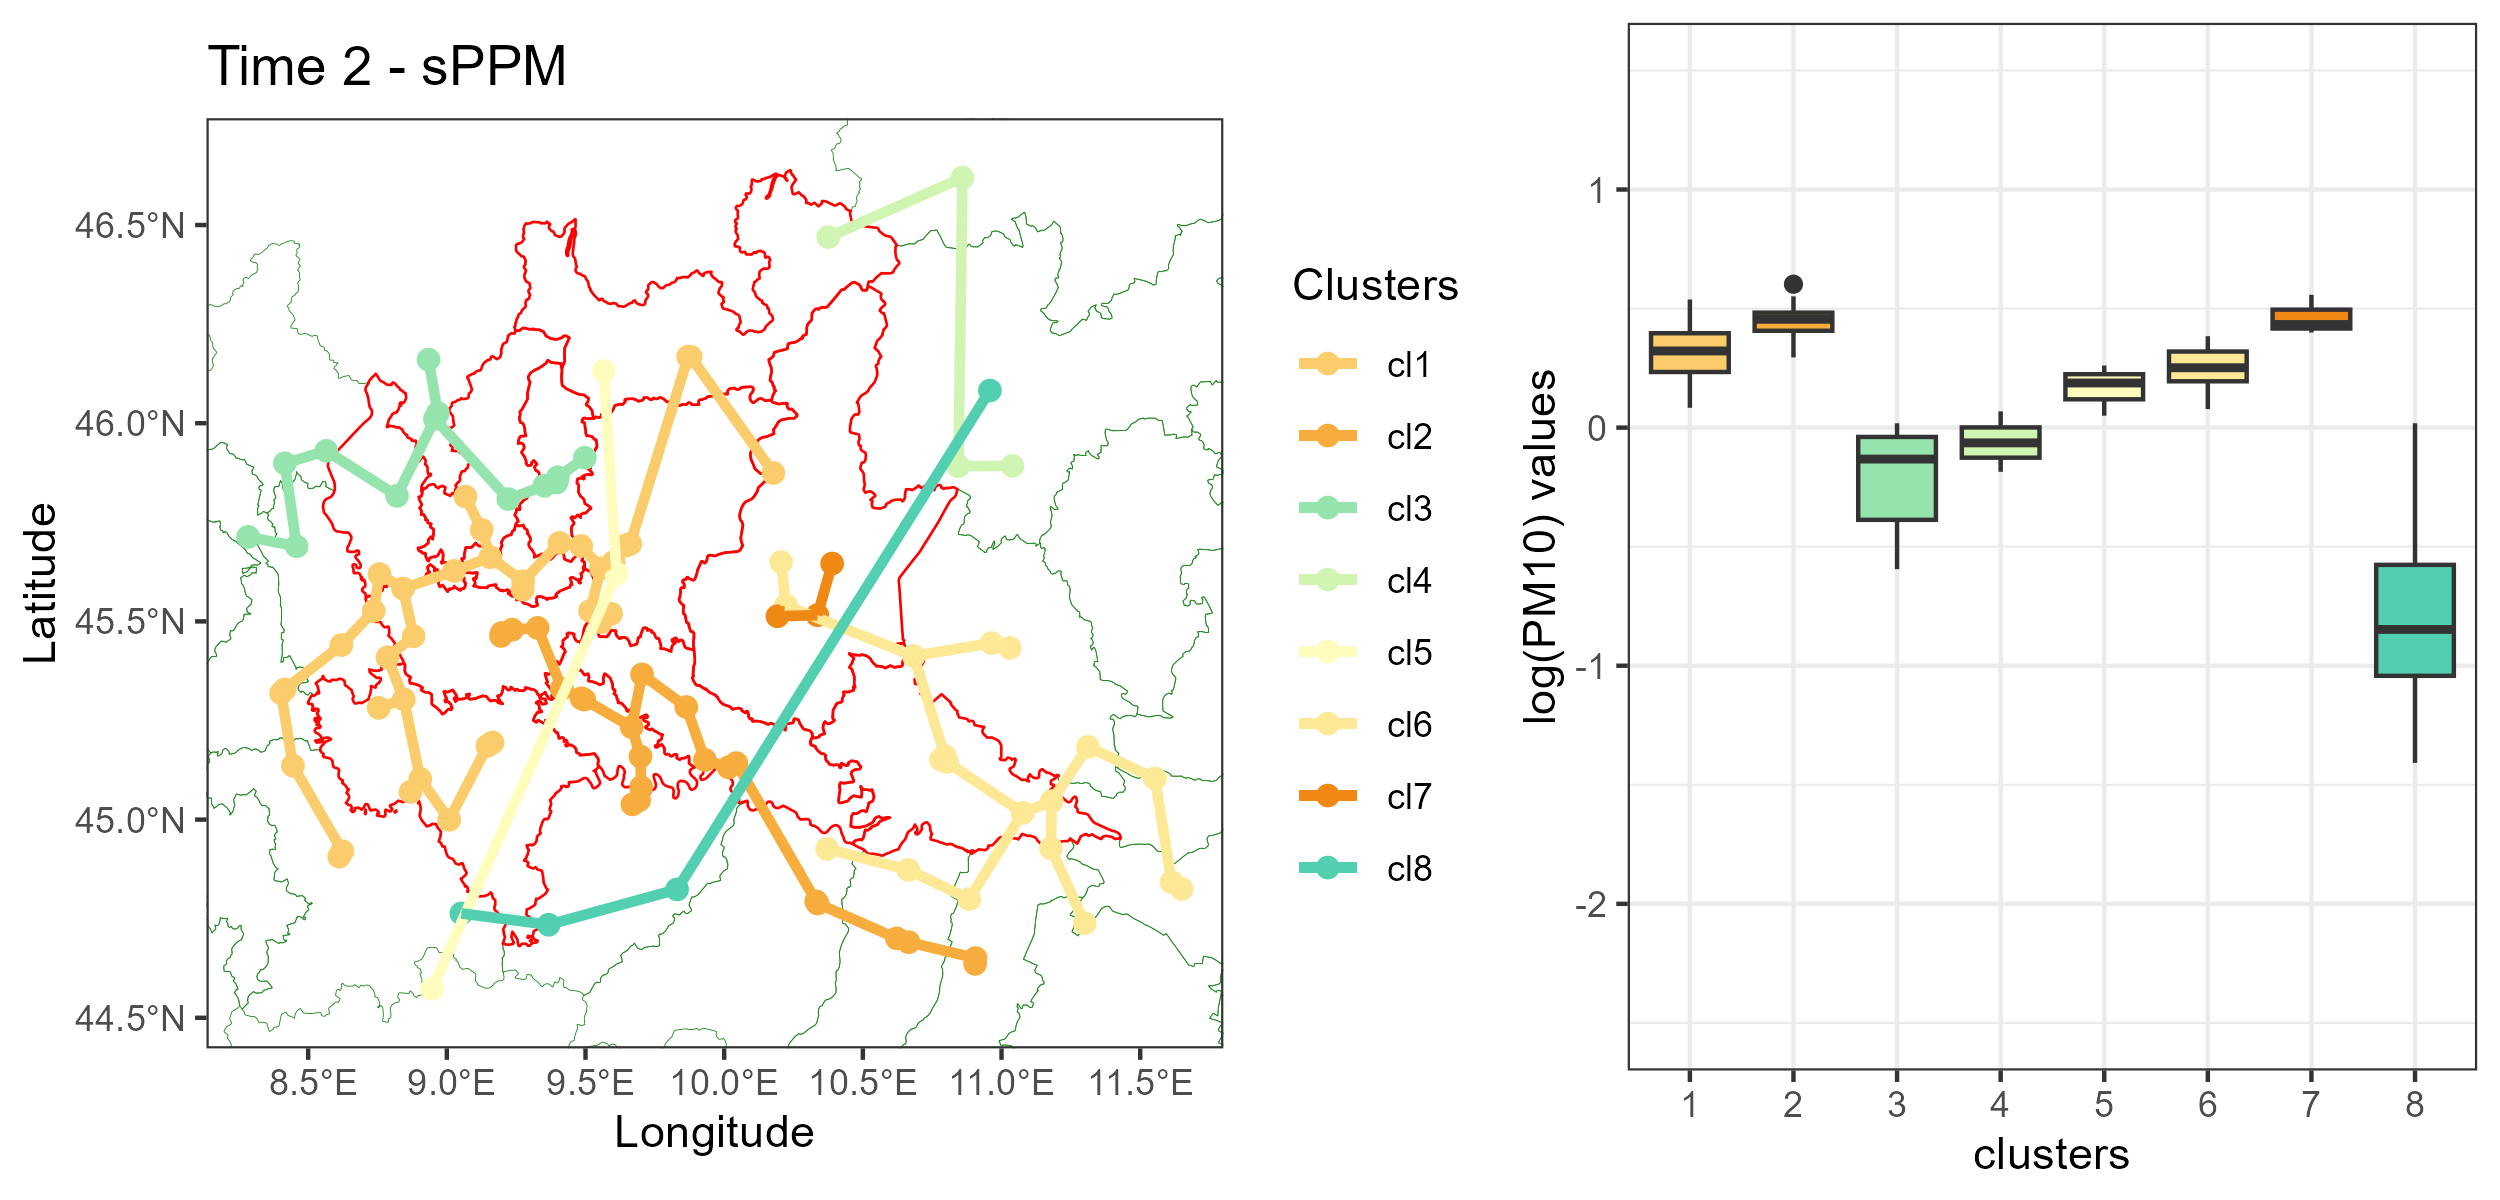 Time 2 - sPPM
Latitude
46.5°N
46.0°N
45.5°N
45.0°N
44.5°N
8.5°E 9.0°E 9.5°E 10.0°E 10.5°E 11.0°E 11.5°E
Longitude
Clusters
cl1
cl2
cl3
cl4
cl5
cl6
cl7
cl8
log(PM10) values
1
0
-1
-2
1 2 3 4 5 6 7 8
clusters